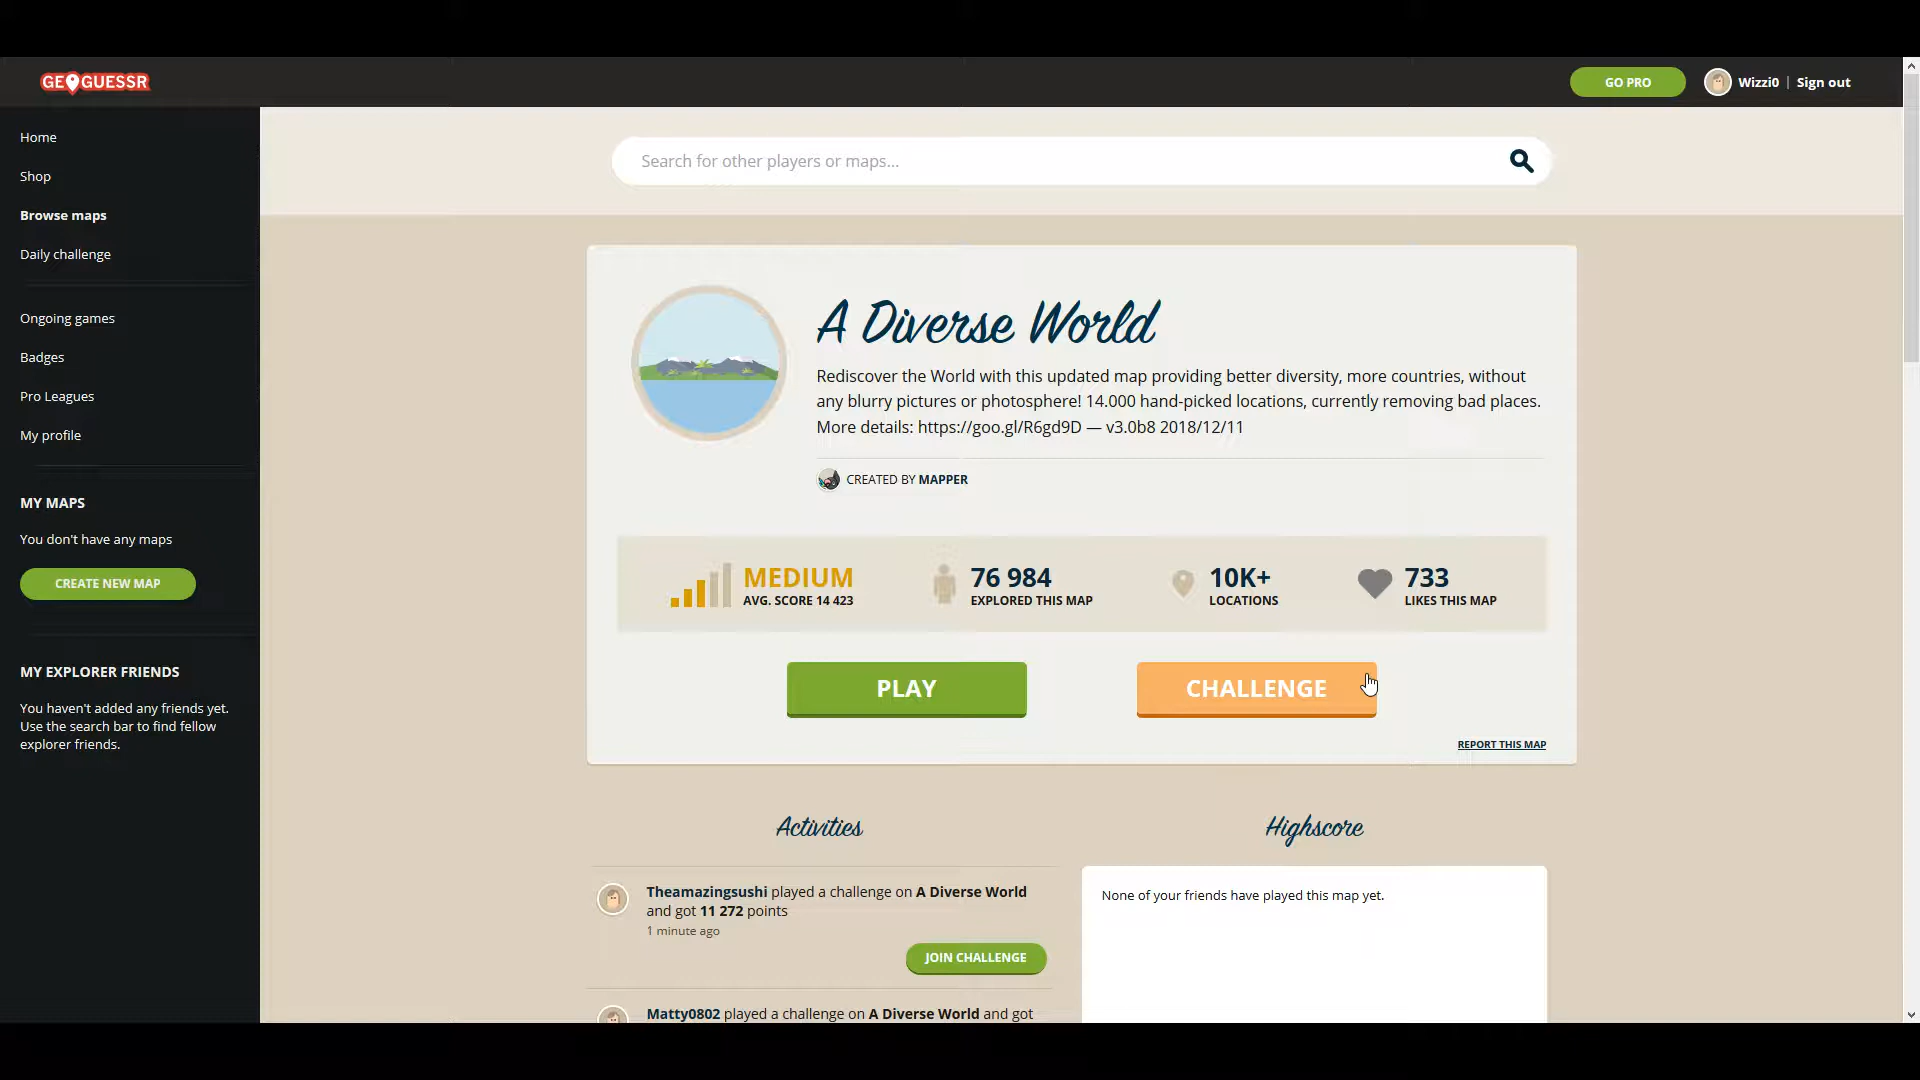 GEOGUESSR
GO PRO
Wizzi0 | Sign out
Home
Shop
Browse maps
Daily challenge
Ongoing games
Badges
Pro Leagues
My profile
MY MAPS
You don't have any maps
CREATE NEW MAP
MY EXPLORER FRIENDS
You haven't added any friends yet.
Use the search bar to find fellow
explorer friends.
Search for other players or maps...
A Diverse World
Rediscover the World with this updated map providing better diversity, more countries, without
any blurry pictures or photosphere! 14.000 hand-picked locations, currently removing bad places.
More details: https://goo.gl/R6gd9D — v3.0b8 2018/12/11
CREATED BY MAPPER
MEDIUM
AVG. SCORE 14 423
76 984
EXPLORED THIS MAP
10K+
LOCATIONS
733
LIKES THIS MAP
PLAY
CHALLENGE
REPORT THIS MAP
Activities
Theamazingsushi played a challenge on A Diverse World
and got 11 272 points
1 minute ago
JOIN CHALLENGE
Matty0802 played a challenge on A Diverse World and got
Highscore
None of your friends have played this map yet.